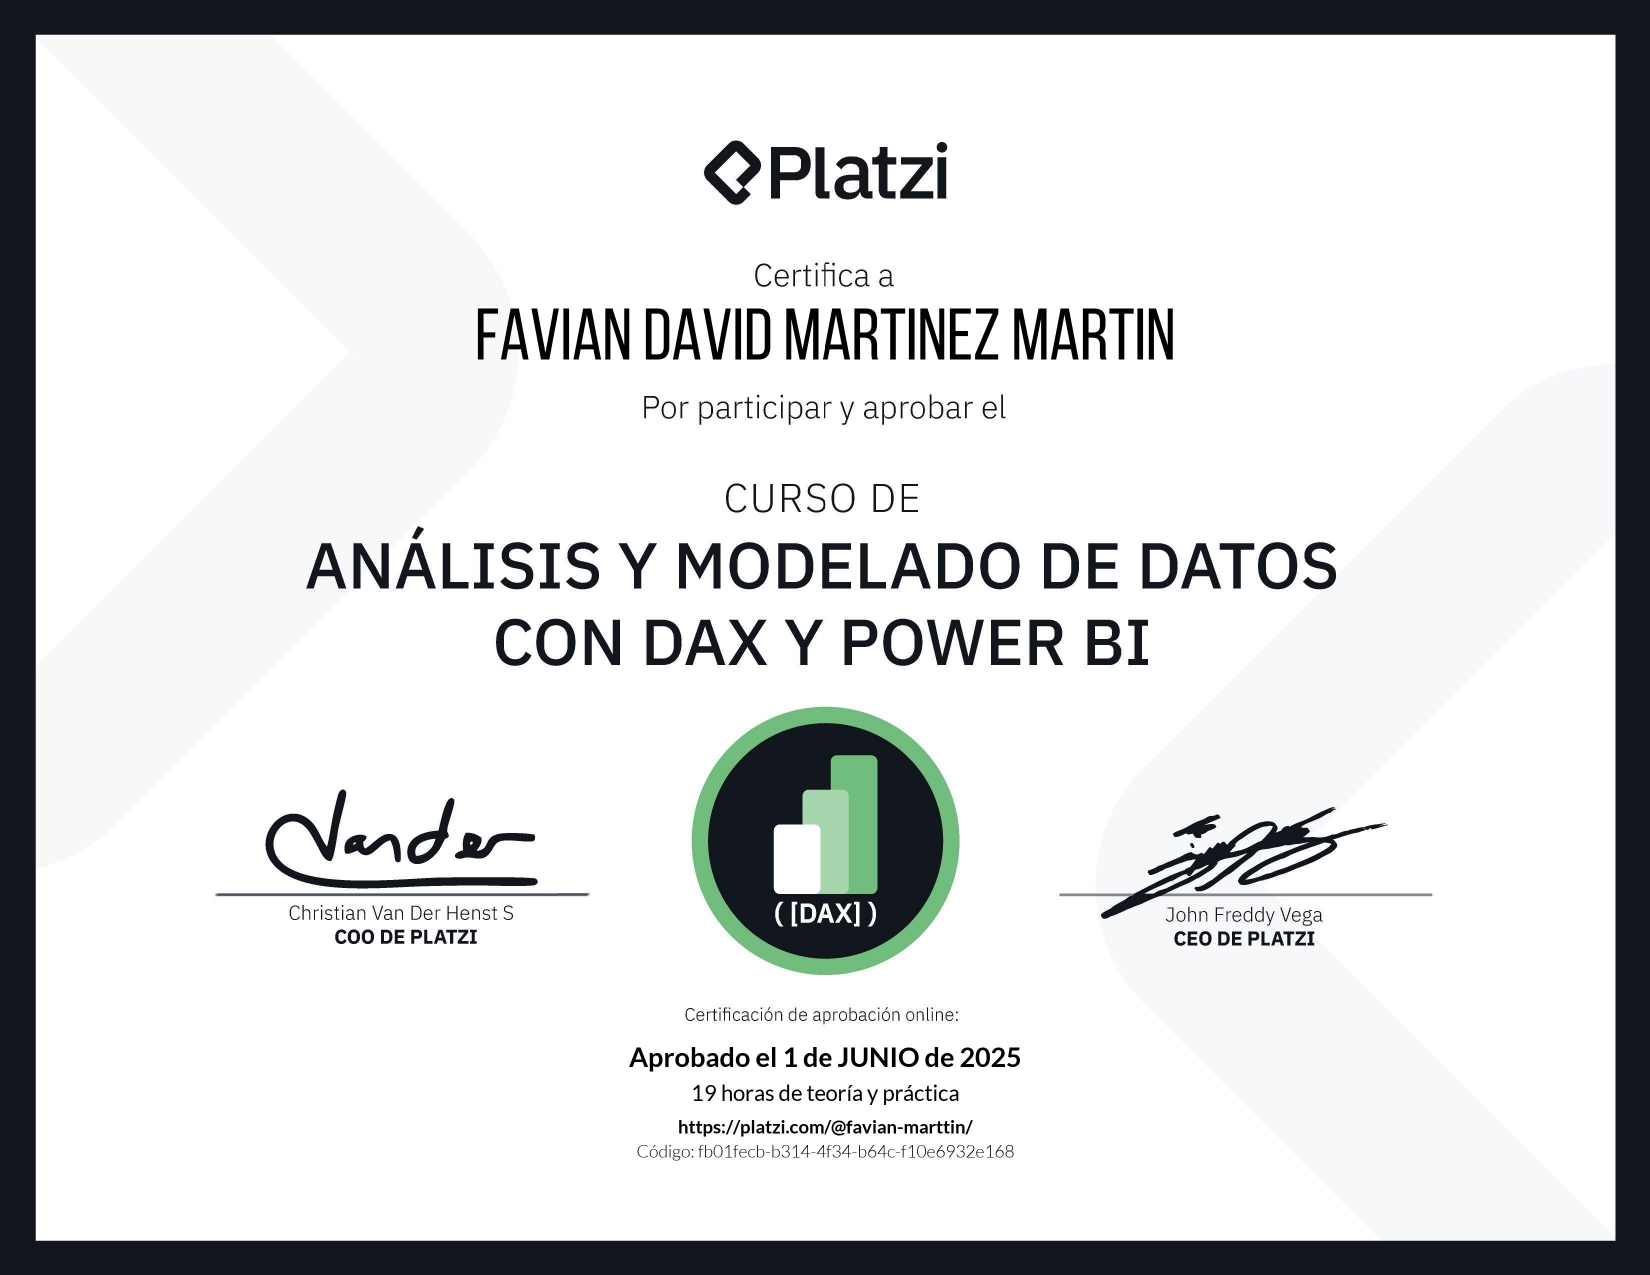 Platzi
Certifica a
FAVIAN DAVID MARTINEZ MARTIN
Por participar y aprobar el
CURSO DE
ANÁLISIS Y MODELADO DE DATOS
CON DAX Y POWER BI
Vander
([DAX])
Christian Van Der Henst S
COO DE PLATZI
John Freddy Vega
CEO DE PLATZI
Certificación de aprobación online:
Aprobado el 1 de JUNIO de 2025
19 horas de teoría y práctica
https://platzi.com/@favian-marttin/
Código: fb01fecb-b314-4f34-b64c-f10e6932e168